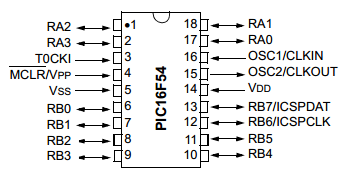 RA2 1 18 RA1
RA3 2 17 RA0
T0CKI 3 16 OSC1/CLKIN
MCLR/VPP 4 15 OSC2/CLKOUT
VSS 5 14 VDD
RB0 6 13 RB7/ICSPDAT
RB1 7 12 RB6/ICSPCLK
RB2 8 11 RB5
RB3 9 10 RB4
PIC16F54